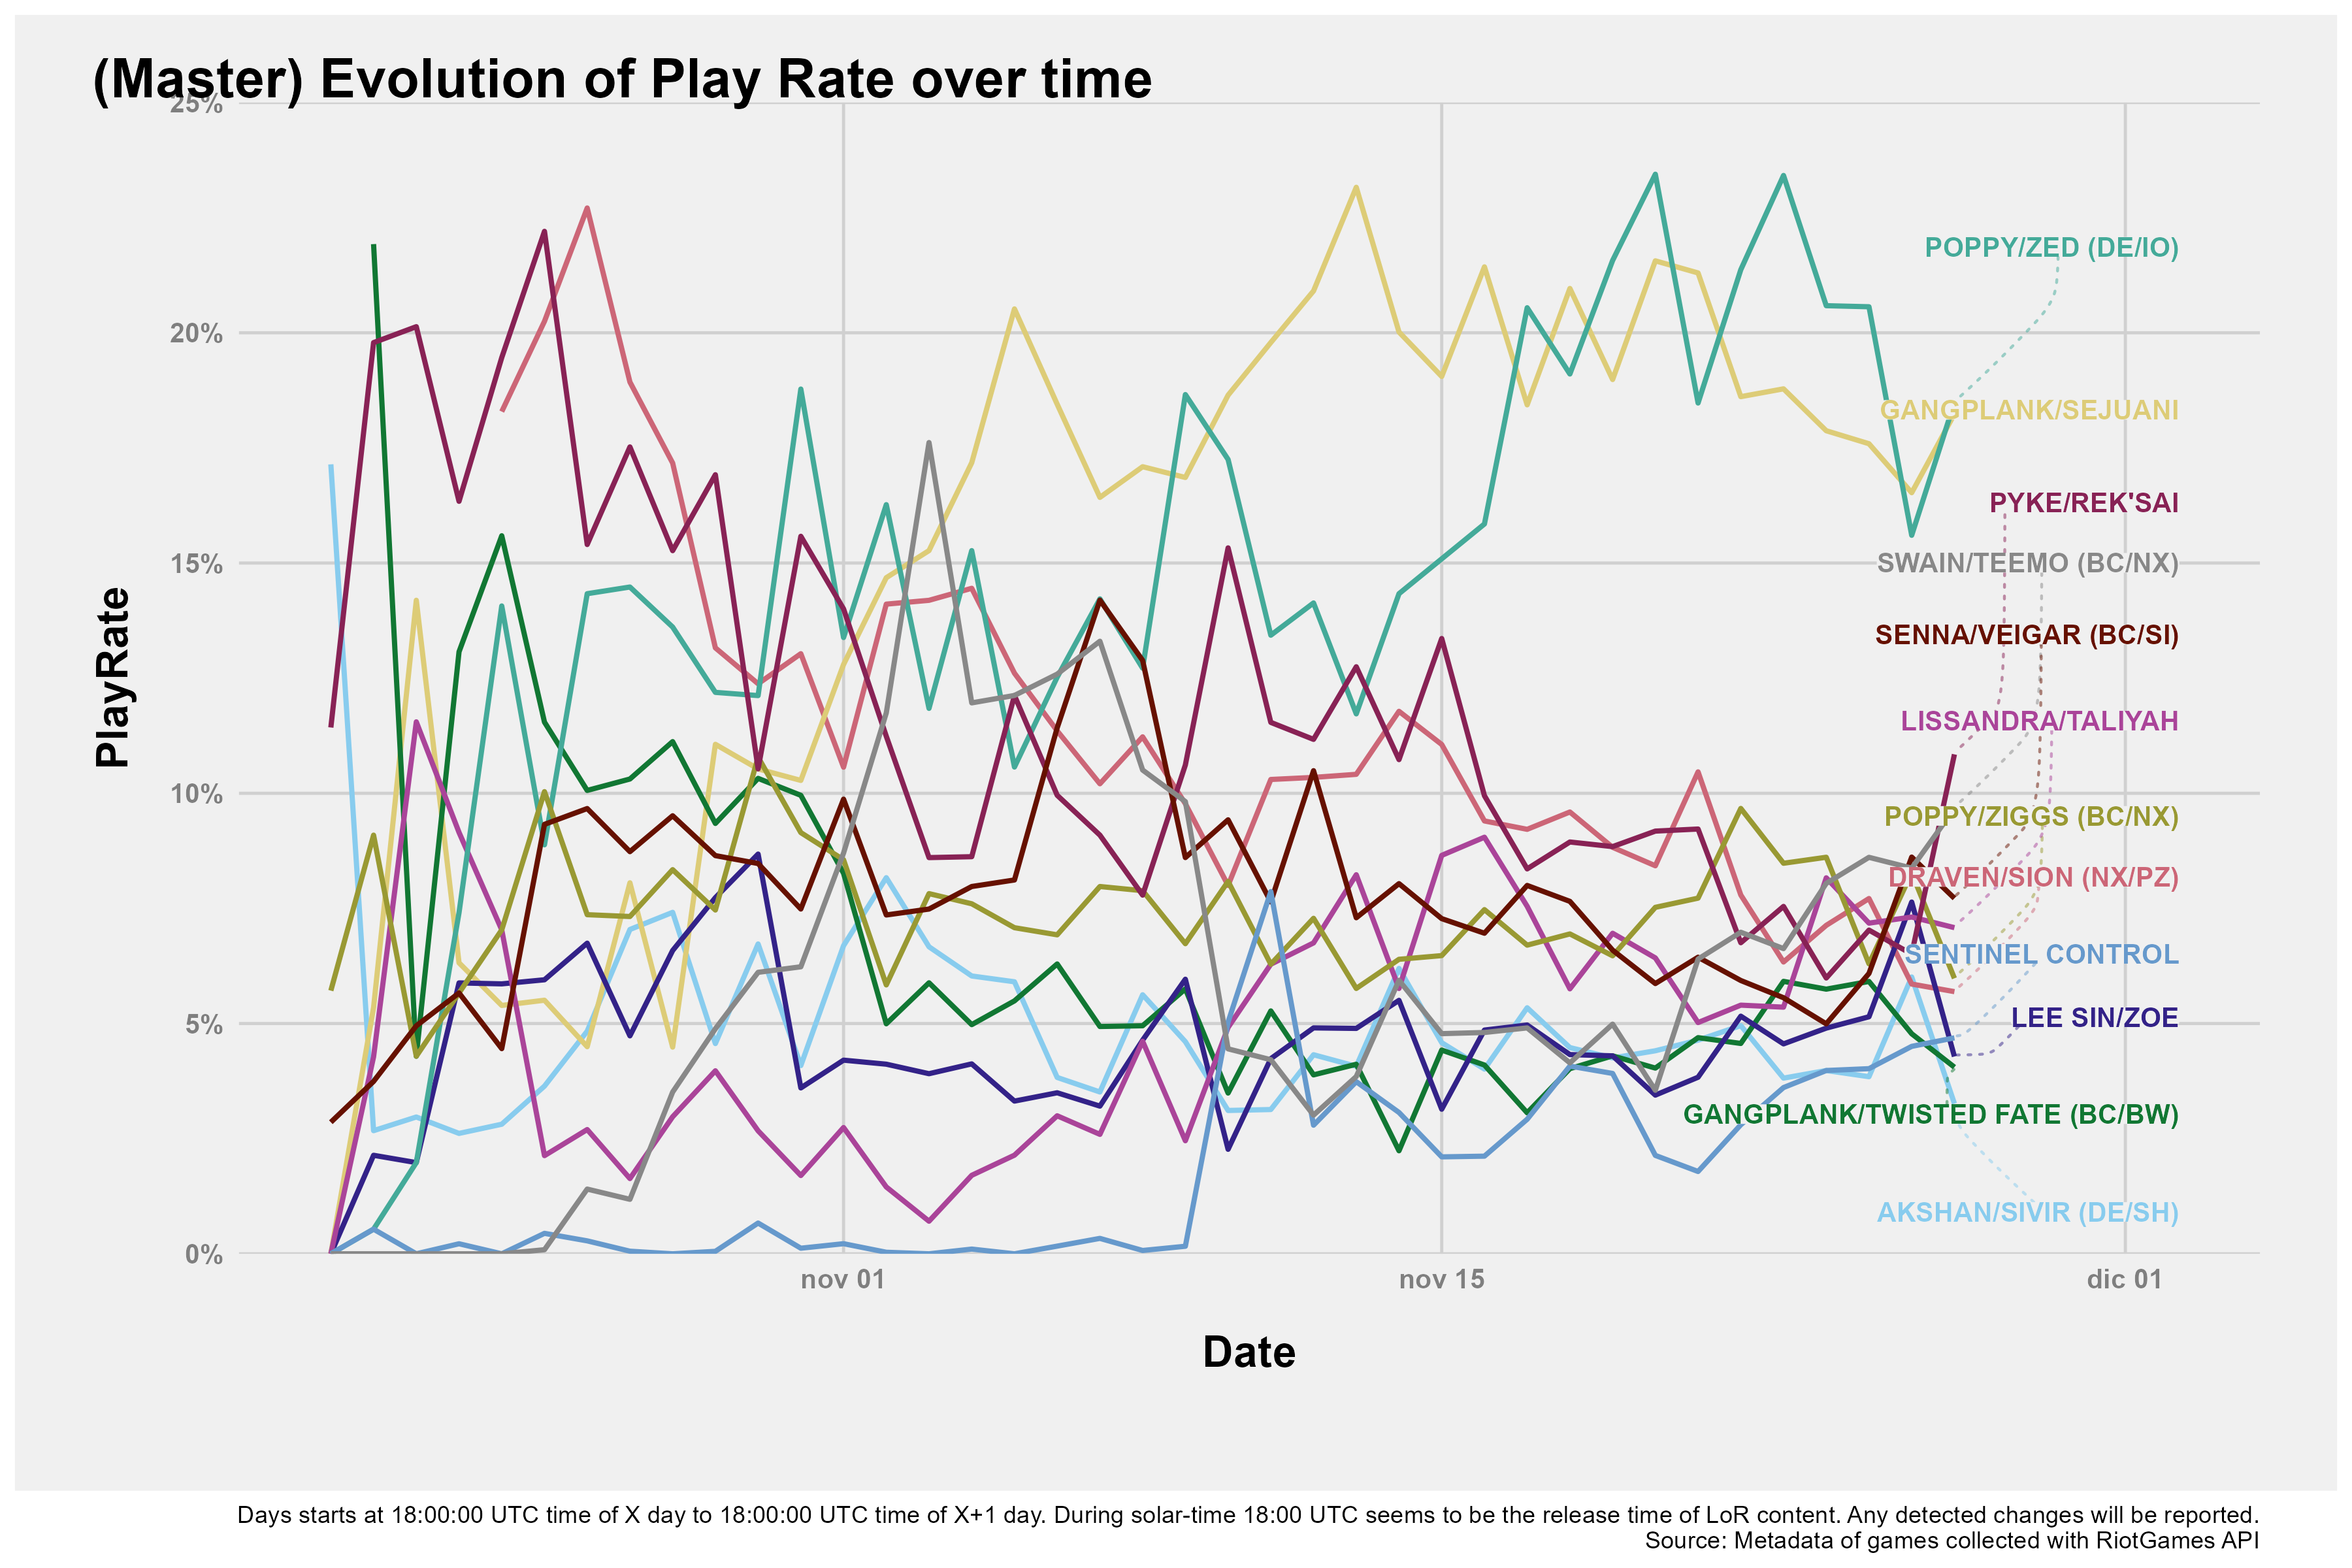 (Master) Evolution of Play Rate over time
25%
20%
15%
10%
5%
0%
PlayRate
POPPY/ZED (DE/IO)
GANGPLANK/SEJUANI
PYKE/REK'SAI
SWAIN/TEEMO (BC/NX)
SENNA/VEIGAR (BC/SI)
LISSANDRA/TALIYAH
POPPY/ZIGGS (BC/NX)
DRAVEN/SION (NX/PZ)
SENTINEL CONTROL
LEE SIN/ZOE
GANGPLANK/TWISTED FATE (BC/BW)
AKSHAN/SIVIR (DE/SH)
nov 01
nov 15
dic 01
Date
Days starts at 18:00:00 UTC time of X day to 18:00:00 UTC time of X+1 day. During solar-time 18:00 UTC seems to be the release time of LoR content. Any detected changes will be reported.
Source: Metadata of games collected with RiotGames API